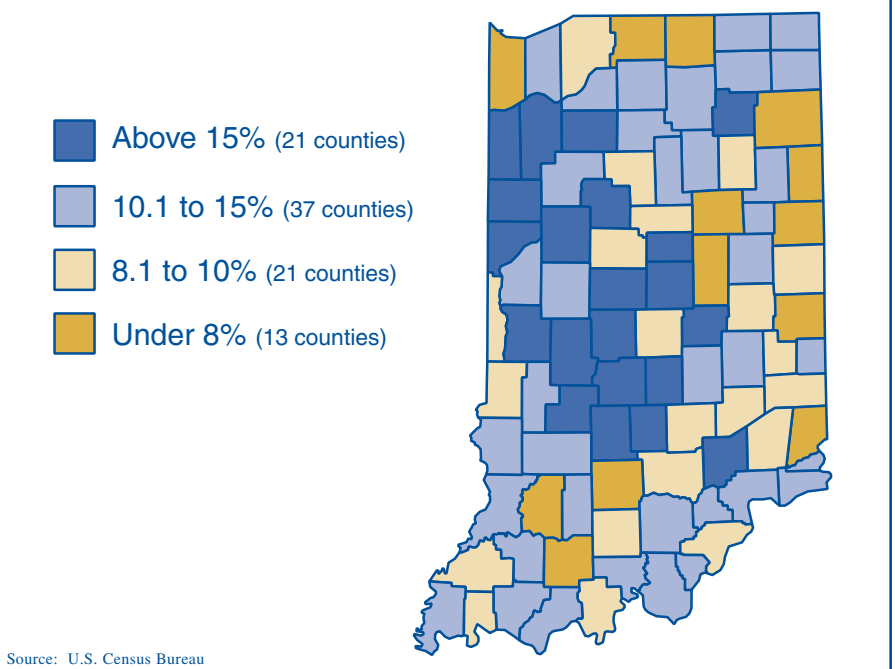 Above 15% (21 counties)
10.1 to 15% (37 counties)
8.1 to 10% (21 counties)
Under 8% (13 counties)
Source: U.S. Census Bureau